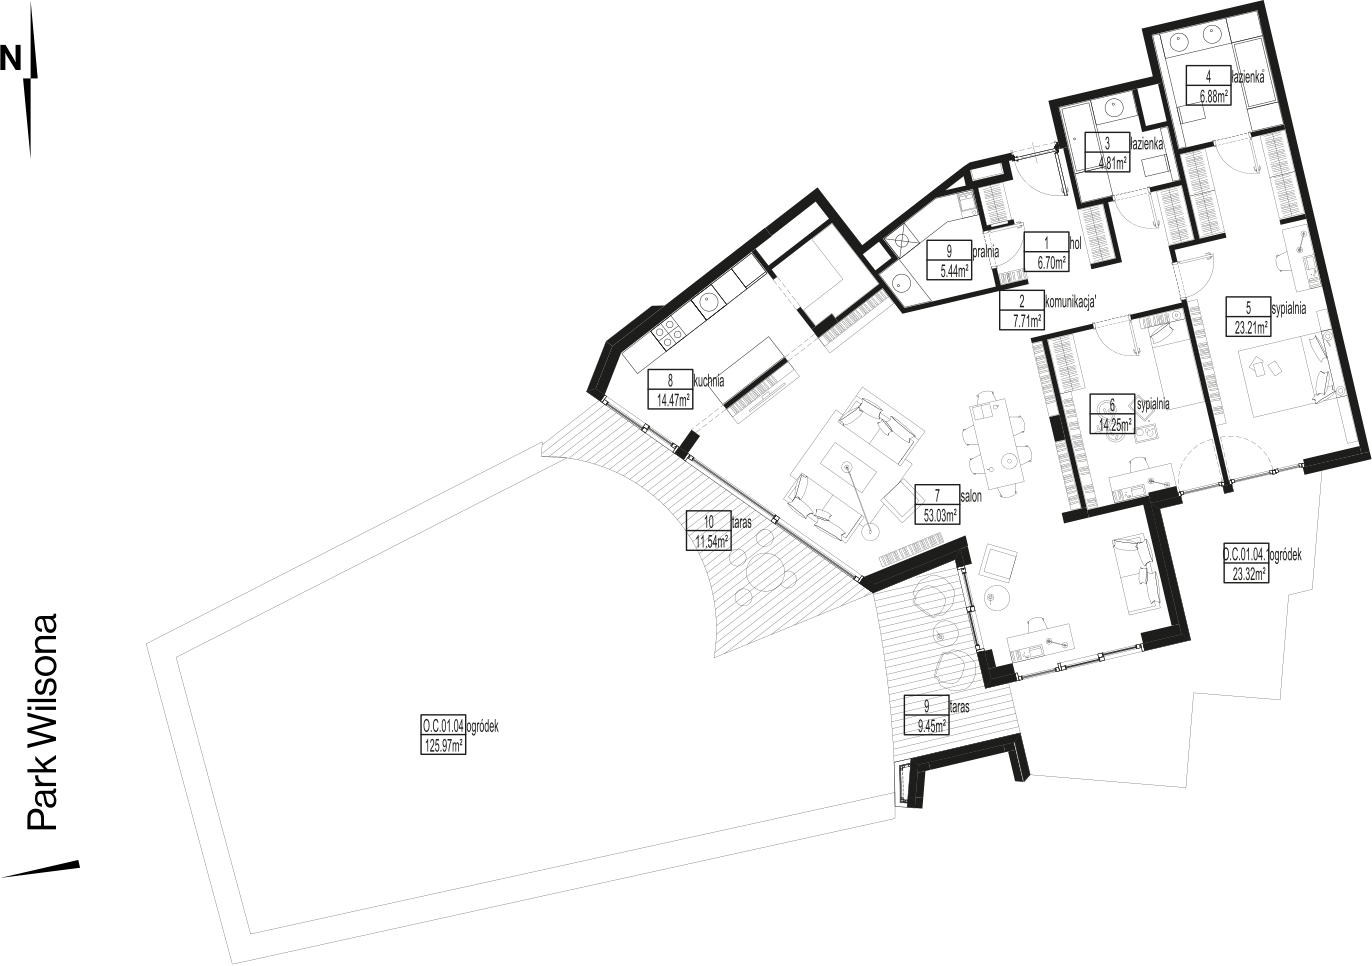 N
4 łazienka
6.88m²
3 łazienka
4.81m²
1 hol
6.70m²
9 pralnia
5.44m²
2 komunikacja'
7.71m²
5 sypialnia
23.21m²
8 kuchnia
14.47m²
6 sypialnia
14.25m²
7 salon
53.03m²
10 taras
11.54m²
O.C.01.04.1 ogródek
23.32m²
9 taras
9.45m²
O.C.01.04 ogródek
125.97m²
Park Wilsona